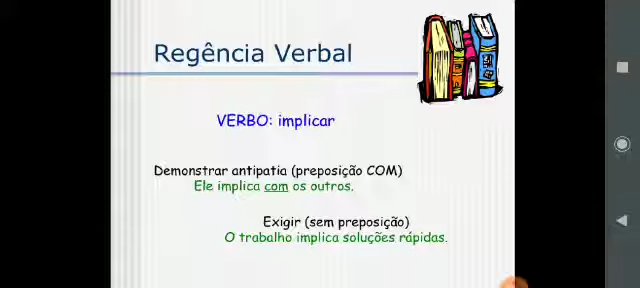 Regência Verbal
VERBO: implicar
Demonstrar antipatia (preposição COM)
Ele implica com os outros.
Exigir (sem preposição)
O trabalho implica soluções rápidas.